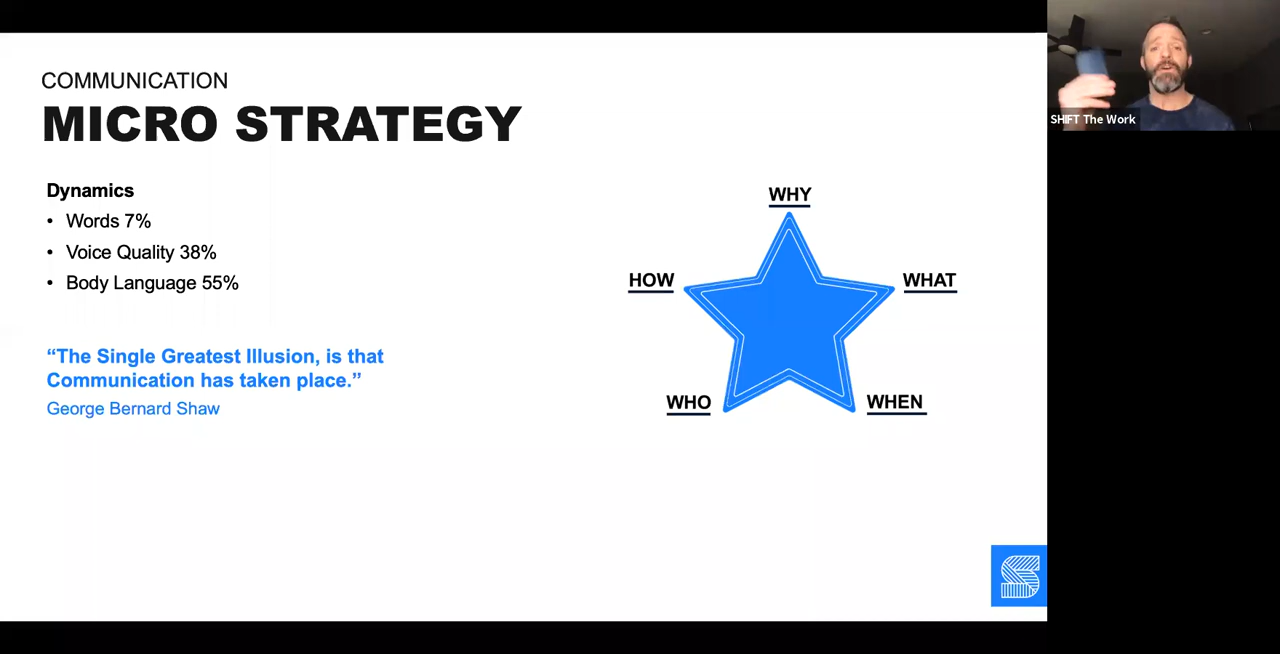 COMMUNICATION
MICRO STRATEGY
Dynamics
• Words 7%
• Voice Quality 38%
• Body Language 55%
“The Single Greatest Illusion, is that
Communication has taken place.”
George Bernard Shaw
WHY
HOW
WHAT
WHO
WHEN
S
SHIFT The Work